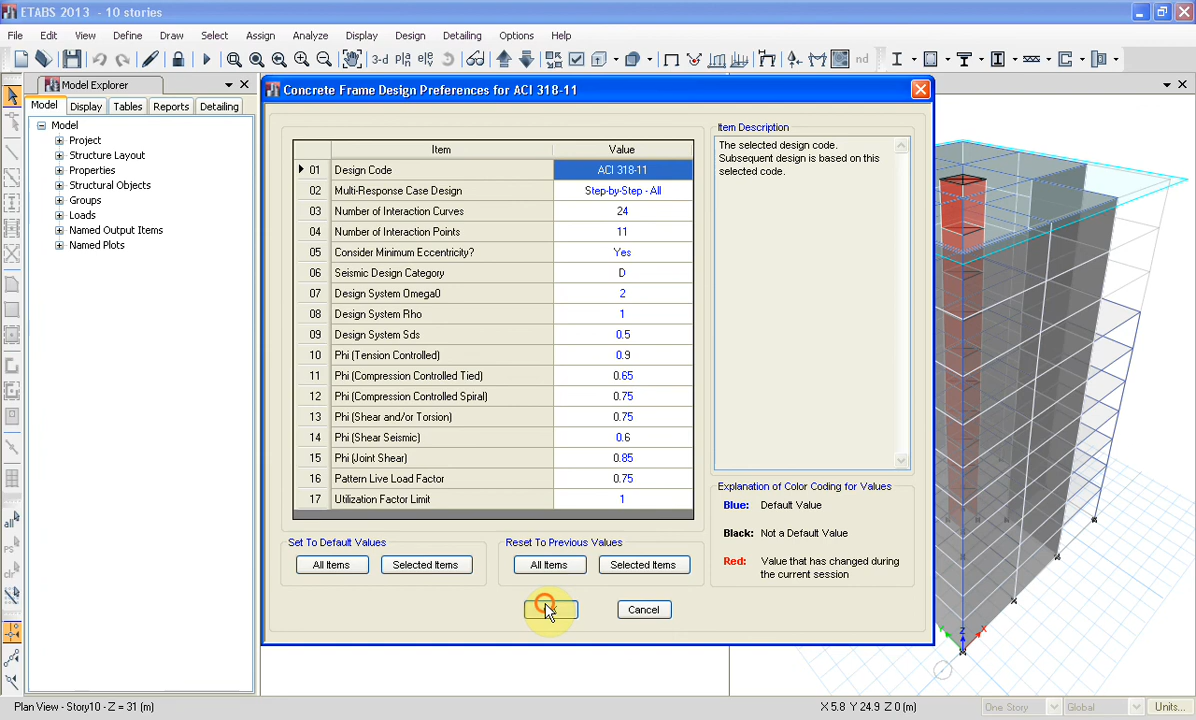 ETABS 2013 - 10 stories
File Edit View Define Draw Select Assign Analyze Display Design Detailing Options Help
3-d plả elẽ nd
Model Explorer
Model Display Tables Reports Detailing
Model
Project
Structure Layout
Properties
Structural Objects
Groups
Loads
Named Output Items
Named Plots
Concrete Frame Design Preferences for ACI 318-11
Item Value
01 Design Code ACI 318-11
02 Multi-Response Case Design Step-by-Step - All
03 Number of Interaction Curves 24
04 Number of Interaction Points 11
05 Consider Minimum Eccentricity? Yes
06 Seismic Design Category D
07 Design System Omega0 2
08 Design System Rho 1
09 Design System Sds 0.5
10 Phi (Tension Controlled) 0.9
11 Phi (Compression Controlled Tied) 0.65
12 Phi (Compression Controlled Spiral) 0.75
13 Phi (Shear and/or Torsion) 0.75
14 Phi (Shear Seismic) 0.6
15 Phi (Joint Shear) 0.85
16 Pattern Live Load Factor 0.75
17 Utilization Factor Limit 1
Set To Default Values
All Items Selected Items
Reset To Previous Values
All Items Selected Items
Cancel
Item Description
The selected design code.
Subsequent design is based on this
selected code.
Explanation of Color Coding for Values
Blue: Default Value
Black: Not a Default Value
Red: Value that has changed during
the current session
all
PS
clr
Y Z X
Plan View - Story10 - Z = 31 (m) X 5.8 Y 24.9 Z 0 (m) One Story Global Units...